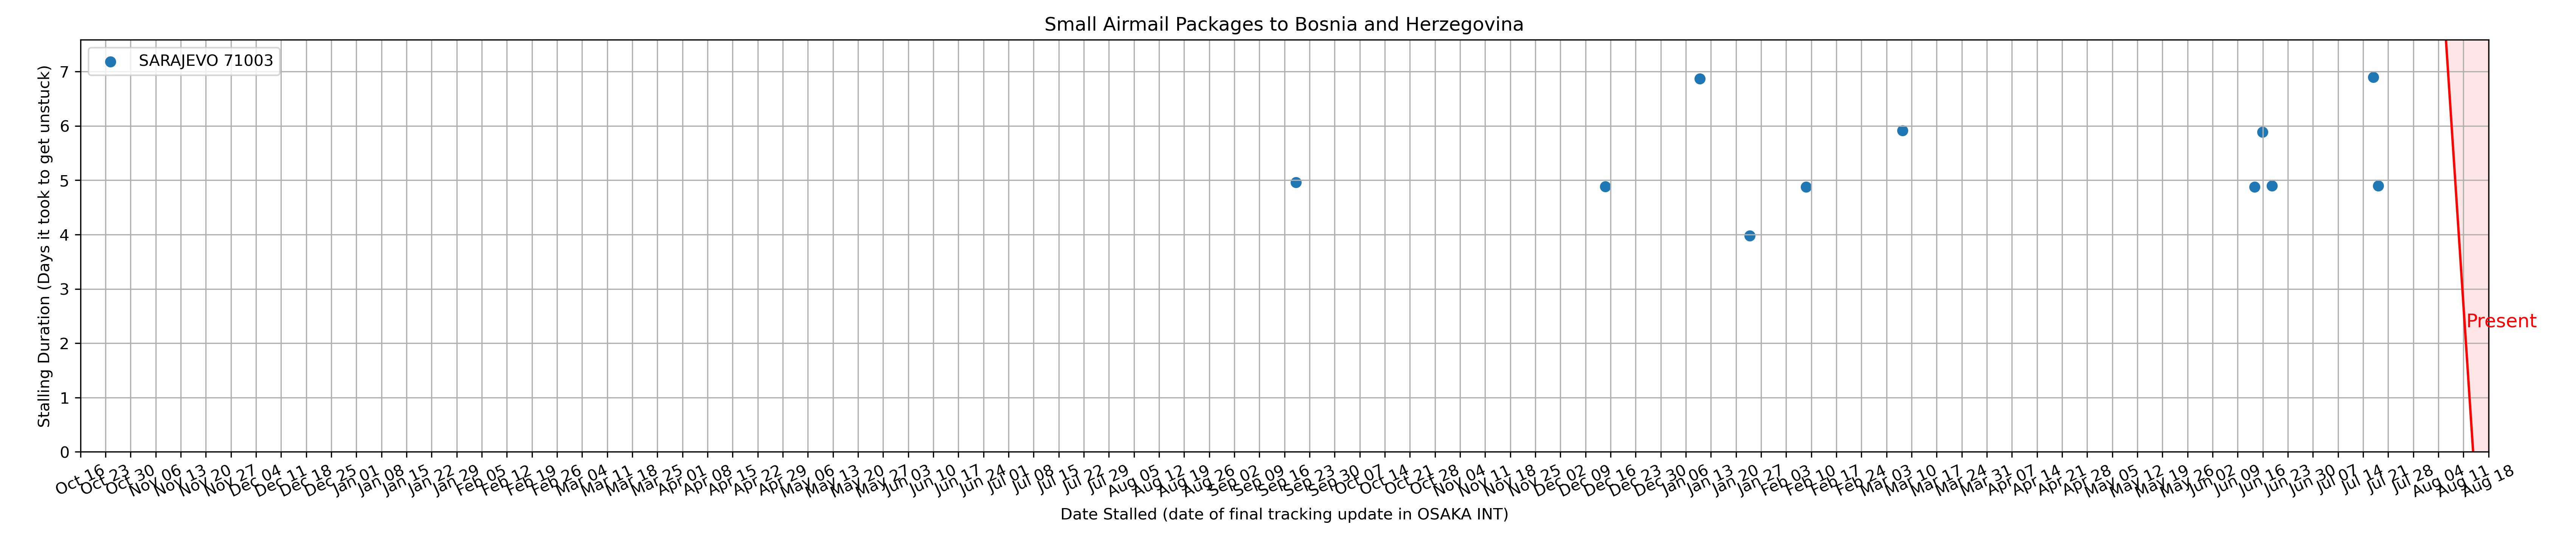 Small Airmail Packages to Bosnia and Herzegovina
SARAJEVO 71003
Stalling Duration (Days it took to get unstuck)
7
6
5
4
3
2
1
0
Present
Oct 16 Oct 23 Oct 30 Nov 06 Nov 13 Nov 20 Nov 27 Dec 04 Dec 11 Dec 18 Dec 25 Jan 01 Jan 08 Jan 15 Jan 22 Jan 29 Feb 05 Feb 12 Feb 19 Feb 26 Mar 04 Mar 11 Mar 18 Mar 25 Apr 01 Apr 08 Apr 15 Apr 22 Apr 29 May 06 May 13 May 20 May 27 Jun 03 Jun 10 Jun 17 Jun 24 Jul 01 Jul 08 Jul 15 Jul 22 Jul 29 Aug 05 Aug 12 Aug 19 Aug 26 Sep 02 Sep 09 Sep 16 Sep 23 Sep 30 Oct 07 Oct 14 Oct 21 Oct 28 Nov 04 Nov 11 Nov 18 Nov 25 Dec 02 Dec 09 Dec 16 Dec 23 Dec 30 Jan 06 Jan 13 Jan 20 Jan 27 Feb 03 Feb 10 Feb 17 Feb 24 Mar 03 Mar 10 Mar 17 Mar 24 Mar 31 Apr 07 Apr 14 Apr 21 Apr 28 May 05 May 12 May 19 May 26 Jun 02 Jun 09 Jun 16 Jun 23 Jun 30 Jul 07 Jul 14 Jul 21 Jul 28 Aug 04 Aug 11 Aug 18
Date Stalled (date of final tracking update in OSAKA INT)